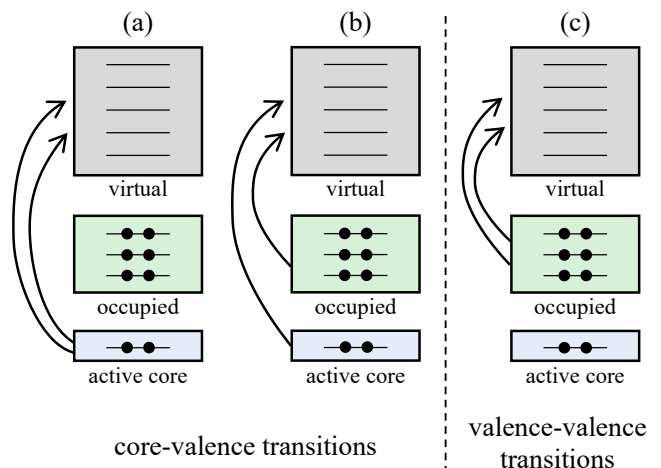 (a)
(b)
(c)
virtual
virtual
virtual
occupied
occupied
occupied
active core
active core
active core
core-valence transitions
valence-valence
transitions